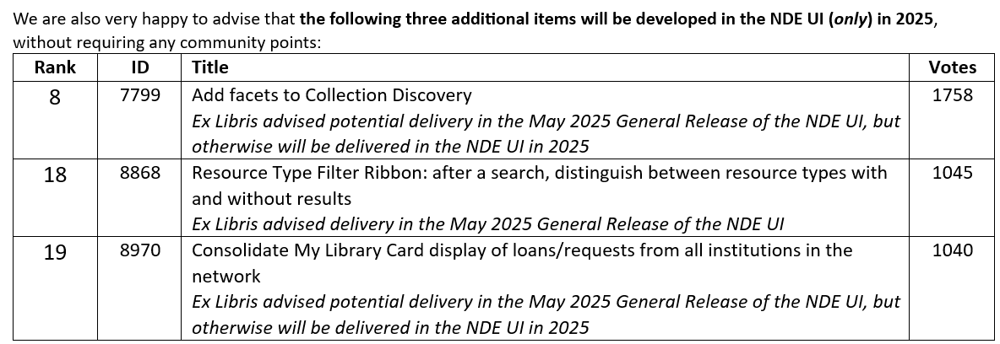 We are also very happy to advise that the following three additional items will be developed in the NDE UI (only) in 2025,
without requiring any community points:
Rank ID Title Votes
8 7799 Add facets to Collection Discovery 1758
Ex Libris advised potential delivery in the May 2025 General Release of the NDE UI, but
otherwise will be delivered in the NDE UI in 2025
18 8868 Resource Type Filter Ribbon: after a search, distinguish between resource types with 1045
and without results
Ex Libris advised delivery in the May 2025 General Release of the NDE UI
19 8970 Consolidate My Library Card display of loans/requests from all institutions in the 1040
network
Ex Libris advised potential delivery in the May 2025 General Release of the NDE UI, but
otherwise will be delivered in the NDE UI in 2025